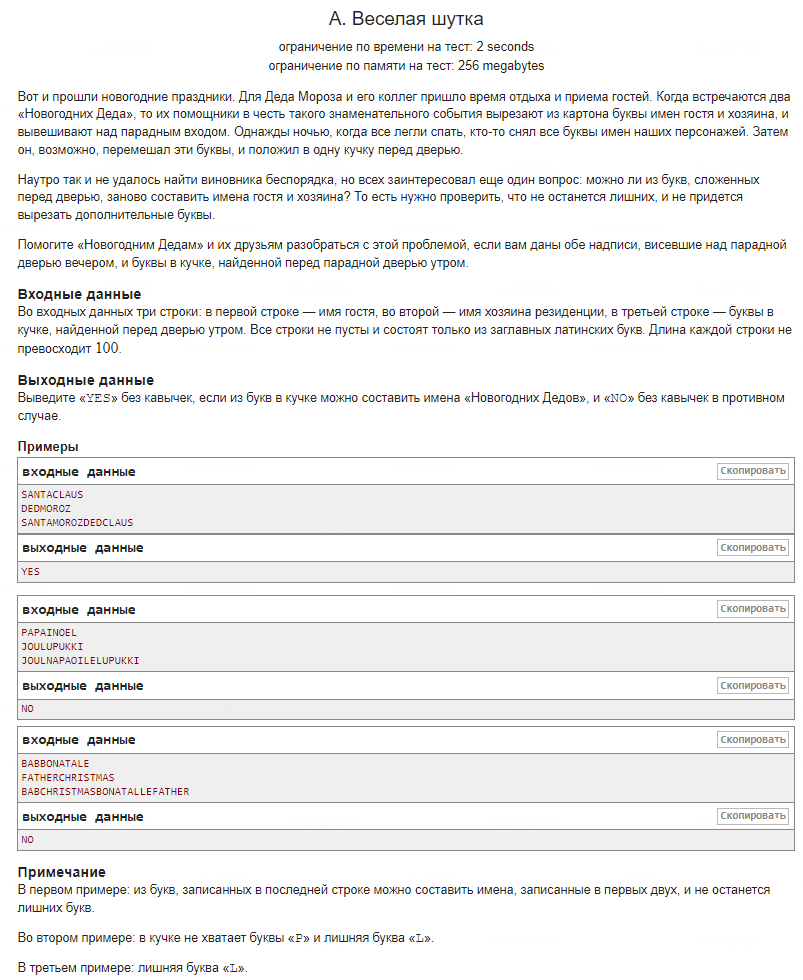 А. Веселая шутка
ограничение по времени на тест: 2 seconds
ограничение по памяти на тест: 256 megabytes
Вот и прошли новогодние праздники. Для Деда Мороза и его коллег пришло время отдыха и приема гостей. Когда встречаются два
«Новогодних Деда», то их помощники в честь такого знаменательного события вырезают из картона буквы имен гостя и хозяина, и
вывешивают над парадным входом. Однажды ночью, когда все легли спать, кто-то снял все буквы имен наших персонажей. Затем
он, возможно, перемешал эти буквы, и положил в одну кучку перед дверью.
Наутро так и не удалось найти виновника беспорядка, но всех заинтересовал еще один вопрос: можно ли из букв, сложенных
перед дверью, заново составить имена гостя и хозяина? То есть нужно проверить, что не останется лишних, и не придется
вырезать дополнительные буквы.
Помогите «Новогодним Дедам» и их друзьям разобраться с этой проблемой, если вам даны обе надписи, висевшие над парадной
дверью вечером, и буквы в кучке, найденной перед парадной дверью утром.
Входные данные
Во входных данных три строки: в первой строке — имя гостя, во второй — имя хозяина резиденции, в третьей строке — буквы в
кучке, найденной перед дверью утром. Все строки не пусты и состоят только из заглавных латинских букв. Длина каждой строки не
превосходит 100.
Выходные данные
Выведите «YES» без кавычек, если из букв в кучке можно составить имена «Новогодних Дедов», и «NO» без кавычек в противном
случае.
Примеры
входные данные Скопировать
SANTACLAUS
DEDMOROZ
SANTAMOROZDEDCLAUS
выходные данные Скопировать
YES
входные данные Скопировать
PAPAINOEL
JOULUPUKKI
JOULNAPAOILELUPUKKI
выходные данные Скопировать
NO
входные данные Скопировать
BABBONATALE
FATHERCHRISTMAS
BABCHRISTMASBONATALLEFATHER
выходные данные Скопировать
NO
Примечание
В первом примере: из букв, записанных в последней строке можно составить имена, записанные в первых двух, и не останется
лишних букв.
Во втором примере: в кучке не хватает буквы «P» и лишняя буква «L».
В третьем примере: лишняя буква «L».